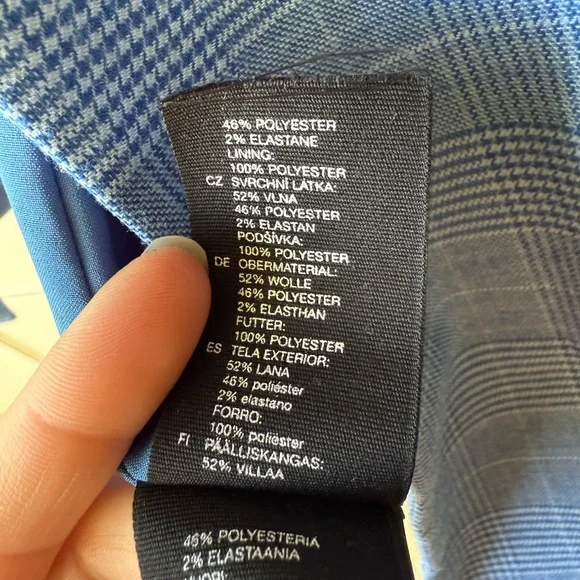 46% POLYESTER
2% ELASTANE
LINING:
100% POLYESTER
CZ SVRCHNÍ LÁTKA:
52% VLNA
46% POLYESTER
2% ELASTAN
PODŠÍVKA:
100% POLYESTER
DE OBERMATERIAL:
52% WOLLE
46% POLYESTER
2% ELASTHAN
FUTTER:
100% POLYESTER
ES TELA EXTERIOR:
52% LANA
46% poliéster
2% elastano
FORRO:
100% poliéster
FI PÄÄLLISKANGAS:
52% VILLAA
46% POLYESTERIA
2% ELASTAANIA